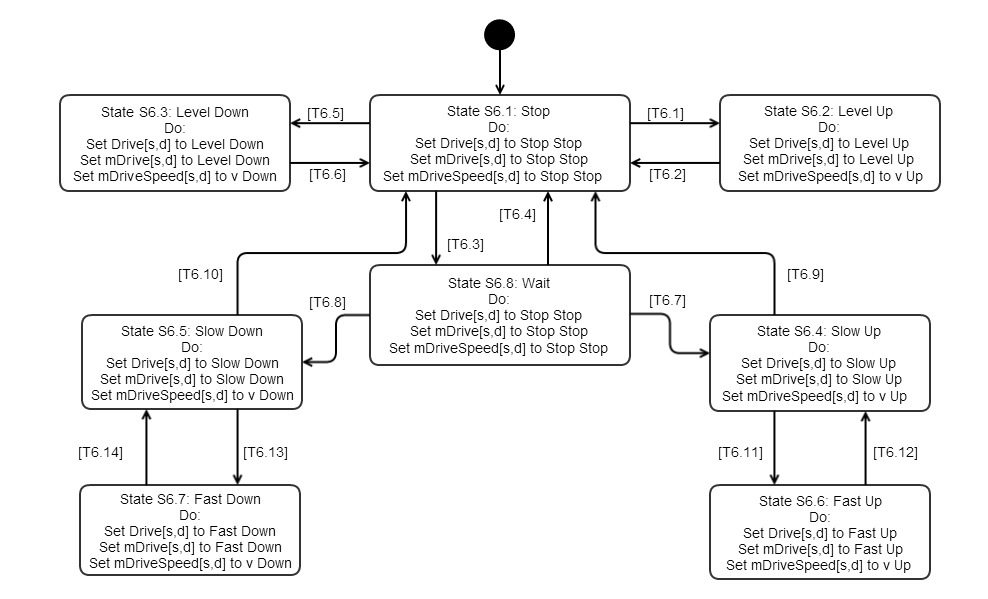 State S6.3: Level Down
Do:
Set Drive[s,d] to Level Down
Set mDrive[s,d] to Level Down
Set mDriveSpeed[s,d] to v Down
[T6.5]
[T6.6]
State S6.1: Stop
Do:
Set Drive[s,d] to Stop Stop
Set mDrive[s,d] to Stop Stop
Set mDriveSpeed[s,d] to Stop Stop
[T6.1]
[T6.2]
State S6.2: Level Up
Do:
Set Drive[s,d] to Level Up
Set mDrive[s,d] to Level Up
Set mDriveSpeed[s,d] to v Up
[T6.4]
[T6.3]
[T6.10]
[T6.8]
State S6.8: Wait
Do:
Set Drive[s,d] to Stop Stop
Set mDrive[s,d] to Stop Stop
Set mDriveSpeed[s,d] to Stop Stop
[T6.7]
[T6.9]
State S6.5: Slow Down
Do:
Set Drive[s,d] to Slow Down
Set mDrive[s,d] to Slow Down
Set mDriveSpeed[s,d] to v Down
State S6.4: Slow Up
Do:
Set Drive[s,d] to Slow Up
Set mDrive[s,d] to Slow Up
Set mDriveSpeed[s,d] to v Up
[T6.14]
[T6.13]
[T6.11]
[T6.12]
State S6.7: Fast Down
Do:
Set Drive[s,d] to Fast Down
Set mDrive[s,d] to Fast Down
Set mDriveSpeed[s,d] to v Down
State S6.6: Fast Up
Do:
Set Drive[s,d] to Fast Up
Set mDrive[s,d] to Fast Up
Set mDriveSpeed[s,d] to v Up